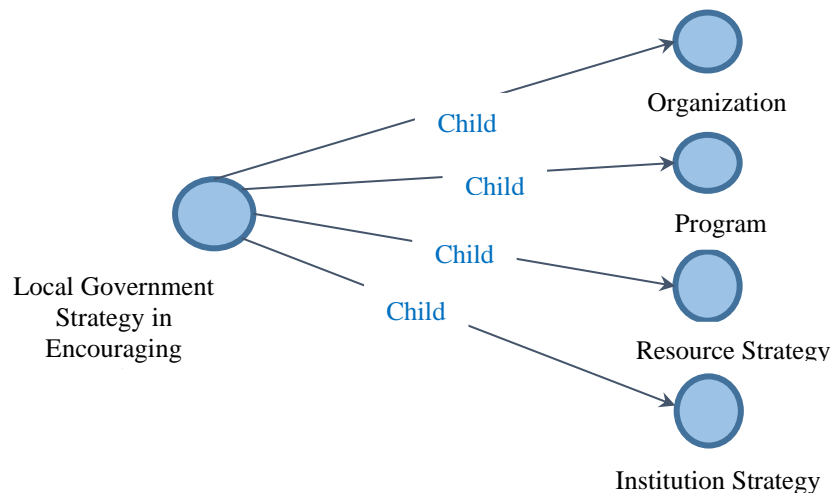 Organization
Child
Child
Program
Child
Local Government
Strategy in
Encouraging
Child
Resource Strategy
Institution Strategy